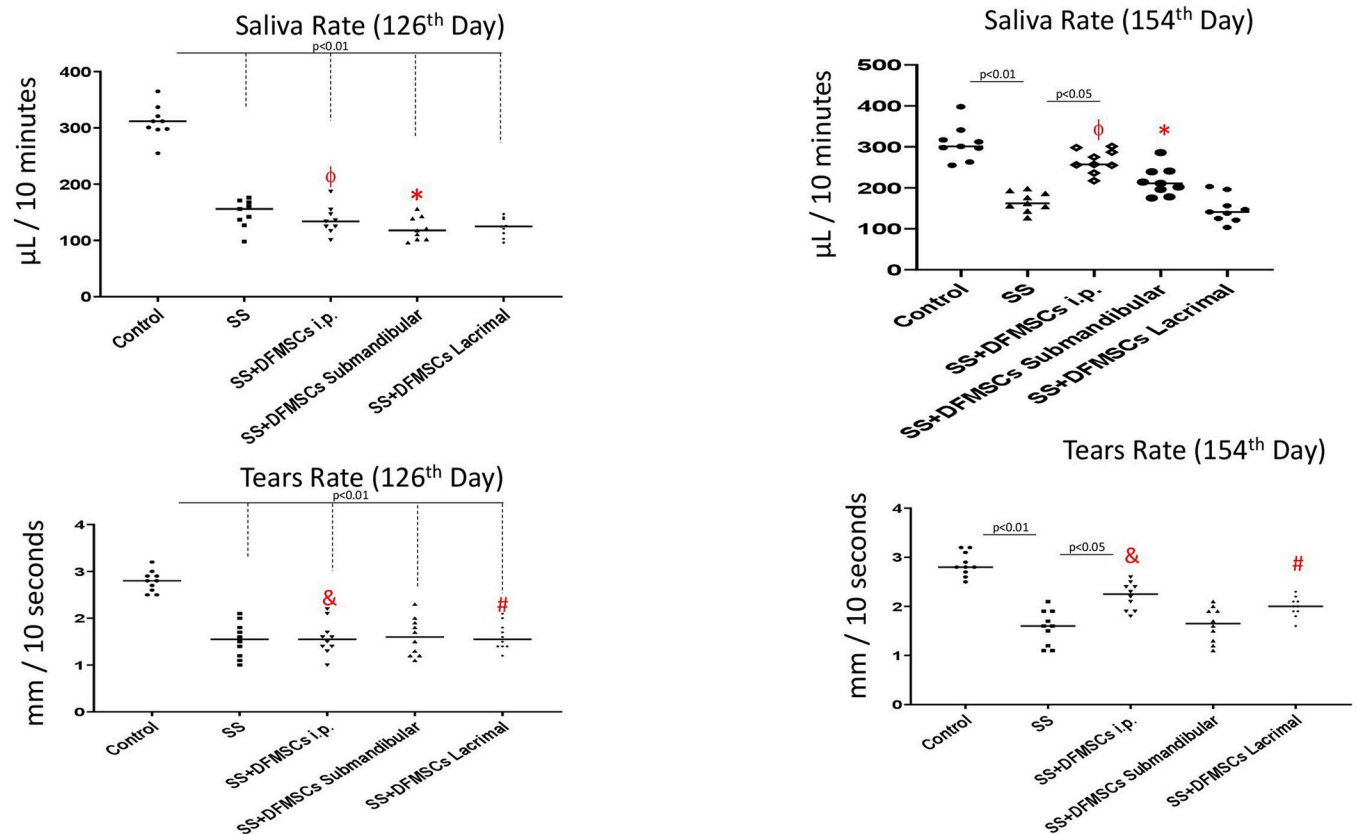 Saliva Rate (126th Day)
p<0.01
µL / 10 minutes
400
300
200
100
0
ϕ
*
Control
SS
SS+DFMSCs i.p.
SS+DFMSCs Submandibular
SS+DFMSCs Lacrimal
Saliva Rate (154th Day)
p<0.01
p<0.05
µL / 10 minutes
500
400
300
200
100
0
ϕ
*
Control
SS
SS+DFMSCs i.p.
SS+DFMSCs Submandibular
SS+DFMSCs Lacrimal
Tears Rate (126th Day)
p<0.01
mm / 10 seconds
4
3
2
1
0
&
#
Control
SS
SS+DFMSCs i.p.
SS+DFMSCs Submandibular
SS+DFMSCs Lacrimal
Tears Rate (154th Day)
p<0.01
p<0.05
mm / 10 seconds
4
3
2
1
0
&
#
Control
SS
SS+DFMSCs i.p.
SS+DFMSCs Submandibular
SS+DFMSCs Lacrimal